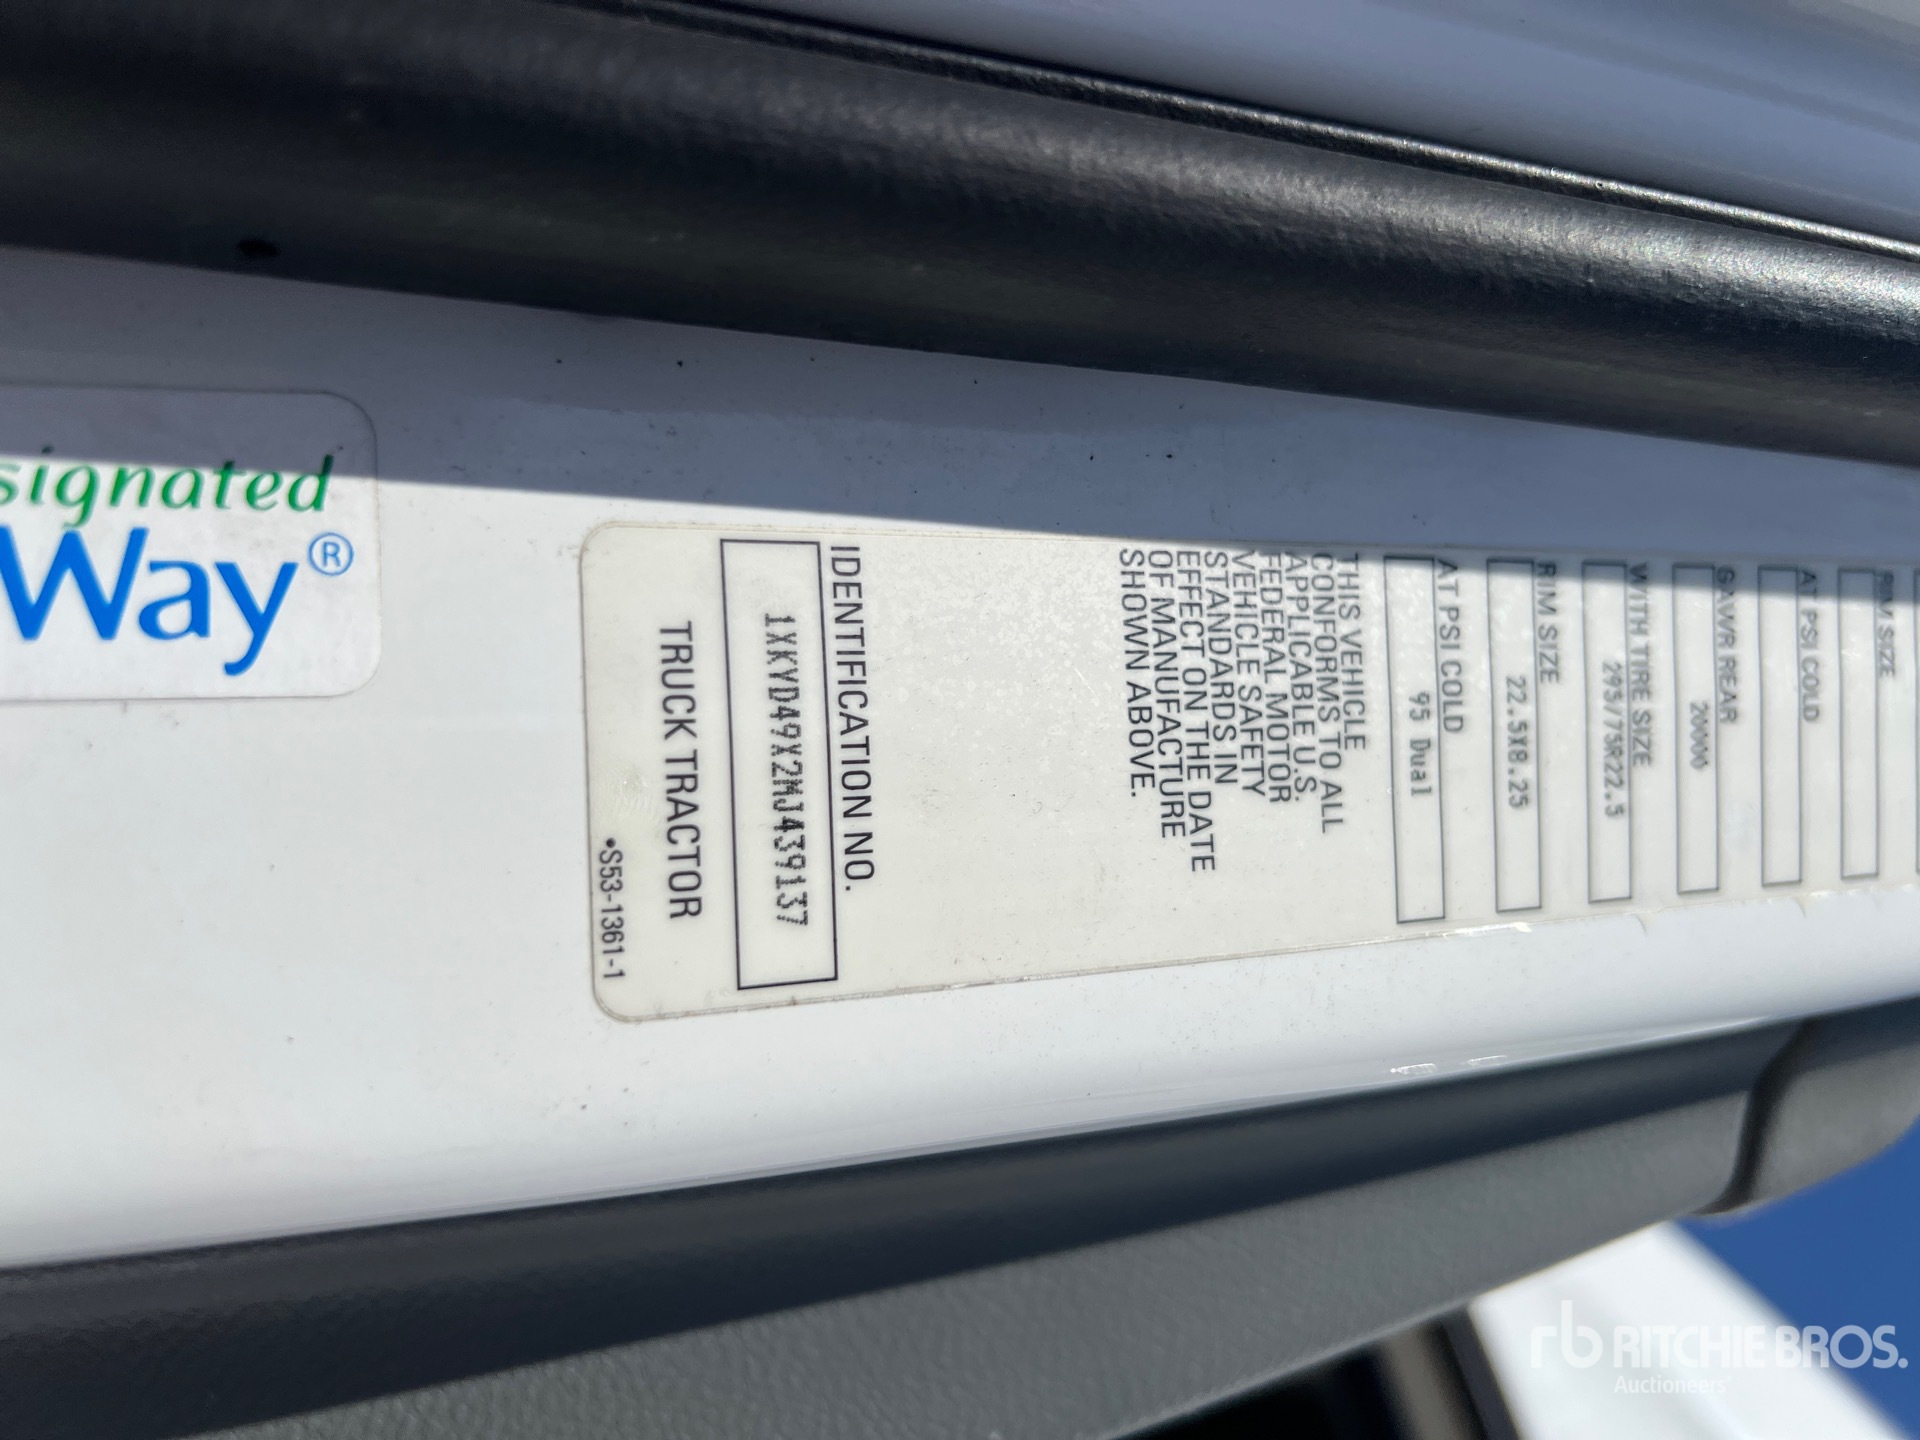 RIM SIZE
AT PSI COLD
GAWR REAR
20000
WITH TIRE SIZE
295/75R22.5
RIM SIZE
22.5X8.25
AT PSI COLD
95 Dual
THIS VEHICLE
CONFORMS TO ALL
APPLICABLE U.S.
FEDERAL MOTOR
VEHICLE SAFETY
STANDARDS IN
EFFECT ON THE DATE
OF MANUFACTURE
SHOWN ABOVE.
IDENTIFICATION NO.
1XKYD49X2MJ439137
TRUCK TRACTOR
•S53-1361-1
signated
Way®
rb RITCHIE BROS.
Auctioneers